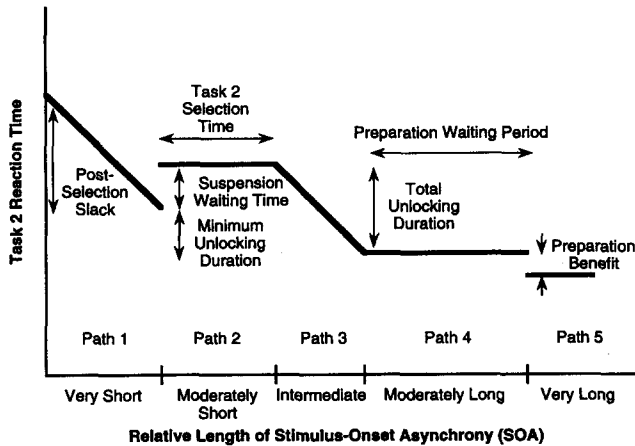 Task 2 Reaction Time
Post-
Selection
Slack
Task 2
Selection
Time
Suspension
Waiting Time
Minimum
Unlocking
Duration
Preparation Waiting Period
Total
Unlocking
Duration
Preparation
Benefit
Path 1
Path 2
Path 3
Path 4
Path 5
Very Short
Moderately
Short
Intermediate
Moderately Long
Very Long
Relative Length of Stimulus-Onset Asynchrony (SOA)